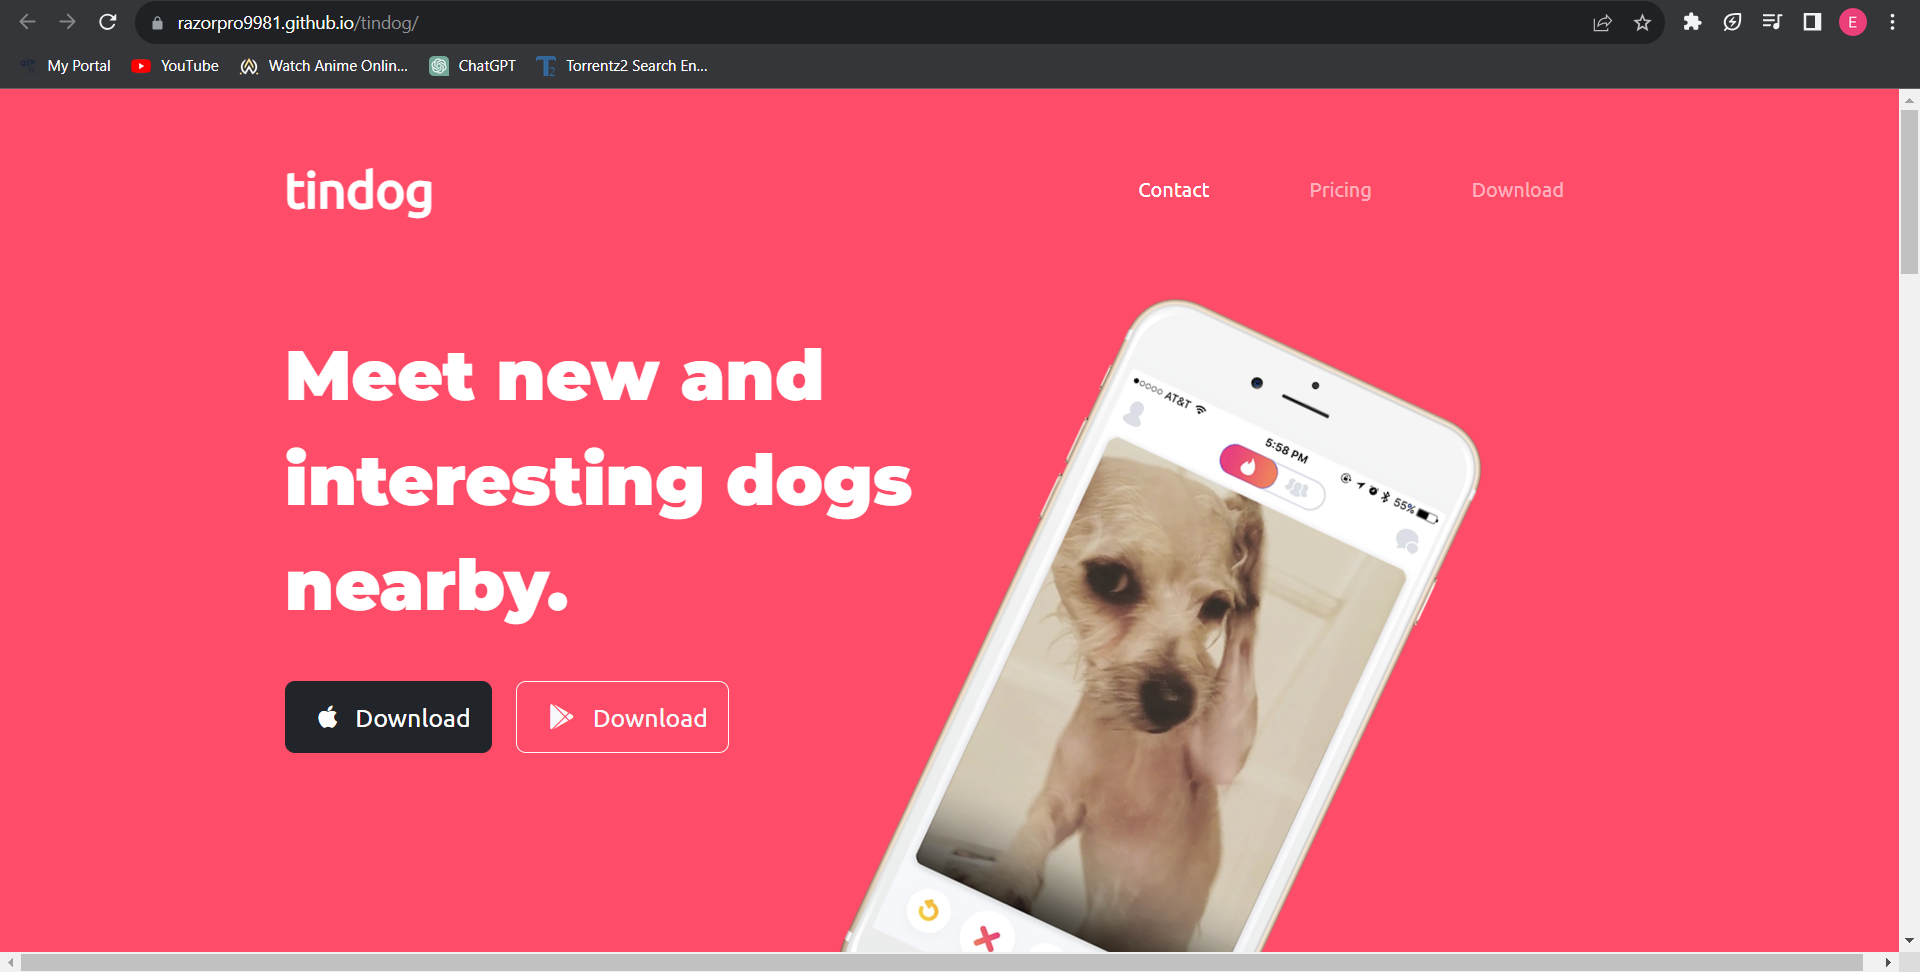 razorpro9981.github.io/tindog/
E
My Portal
YouTube
Watch Anime Onlin...
ChatGPT
Torrentz2 Search En...
tindog
Contact
Pricing
Download
Meet new and
interesting dogs
nearby.
Download
Download
AT&T
5:58 PM
55%